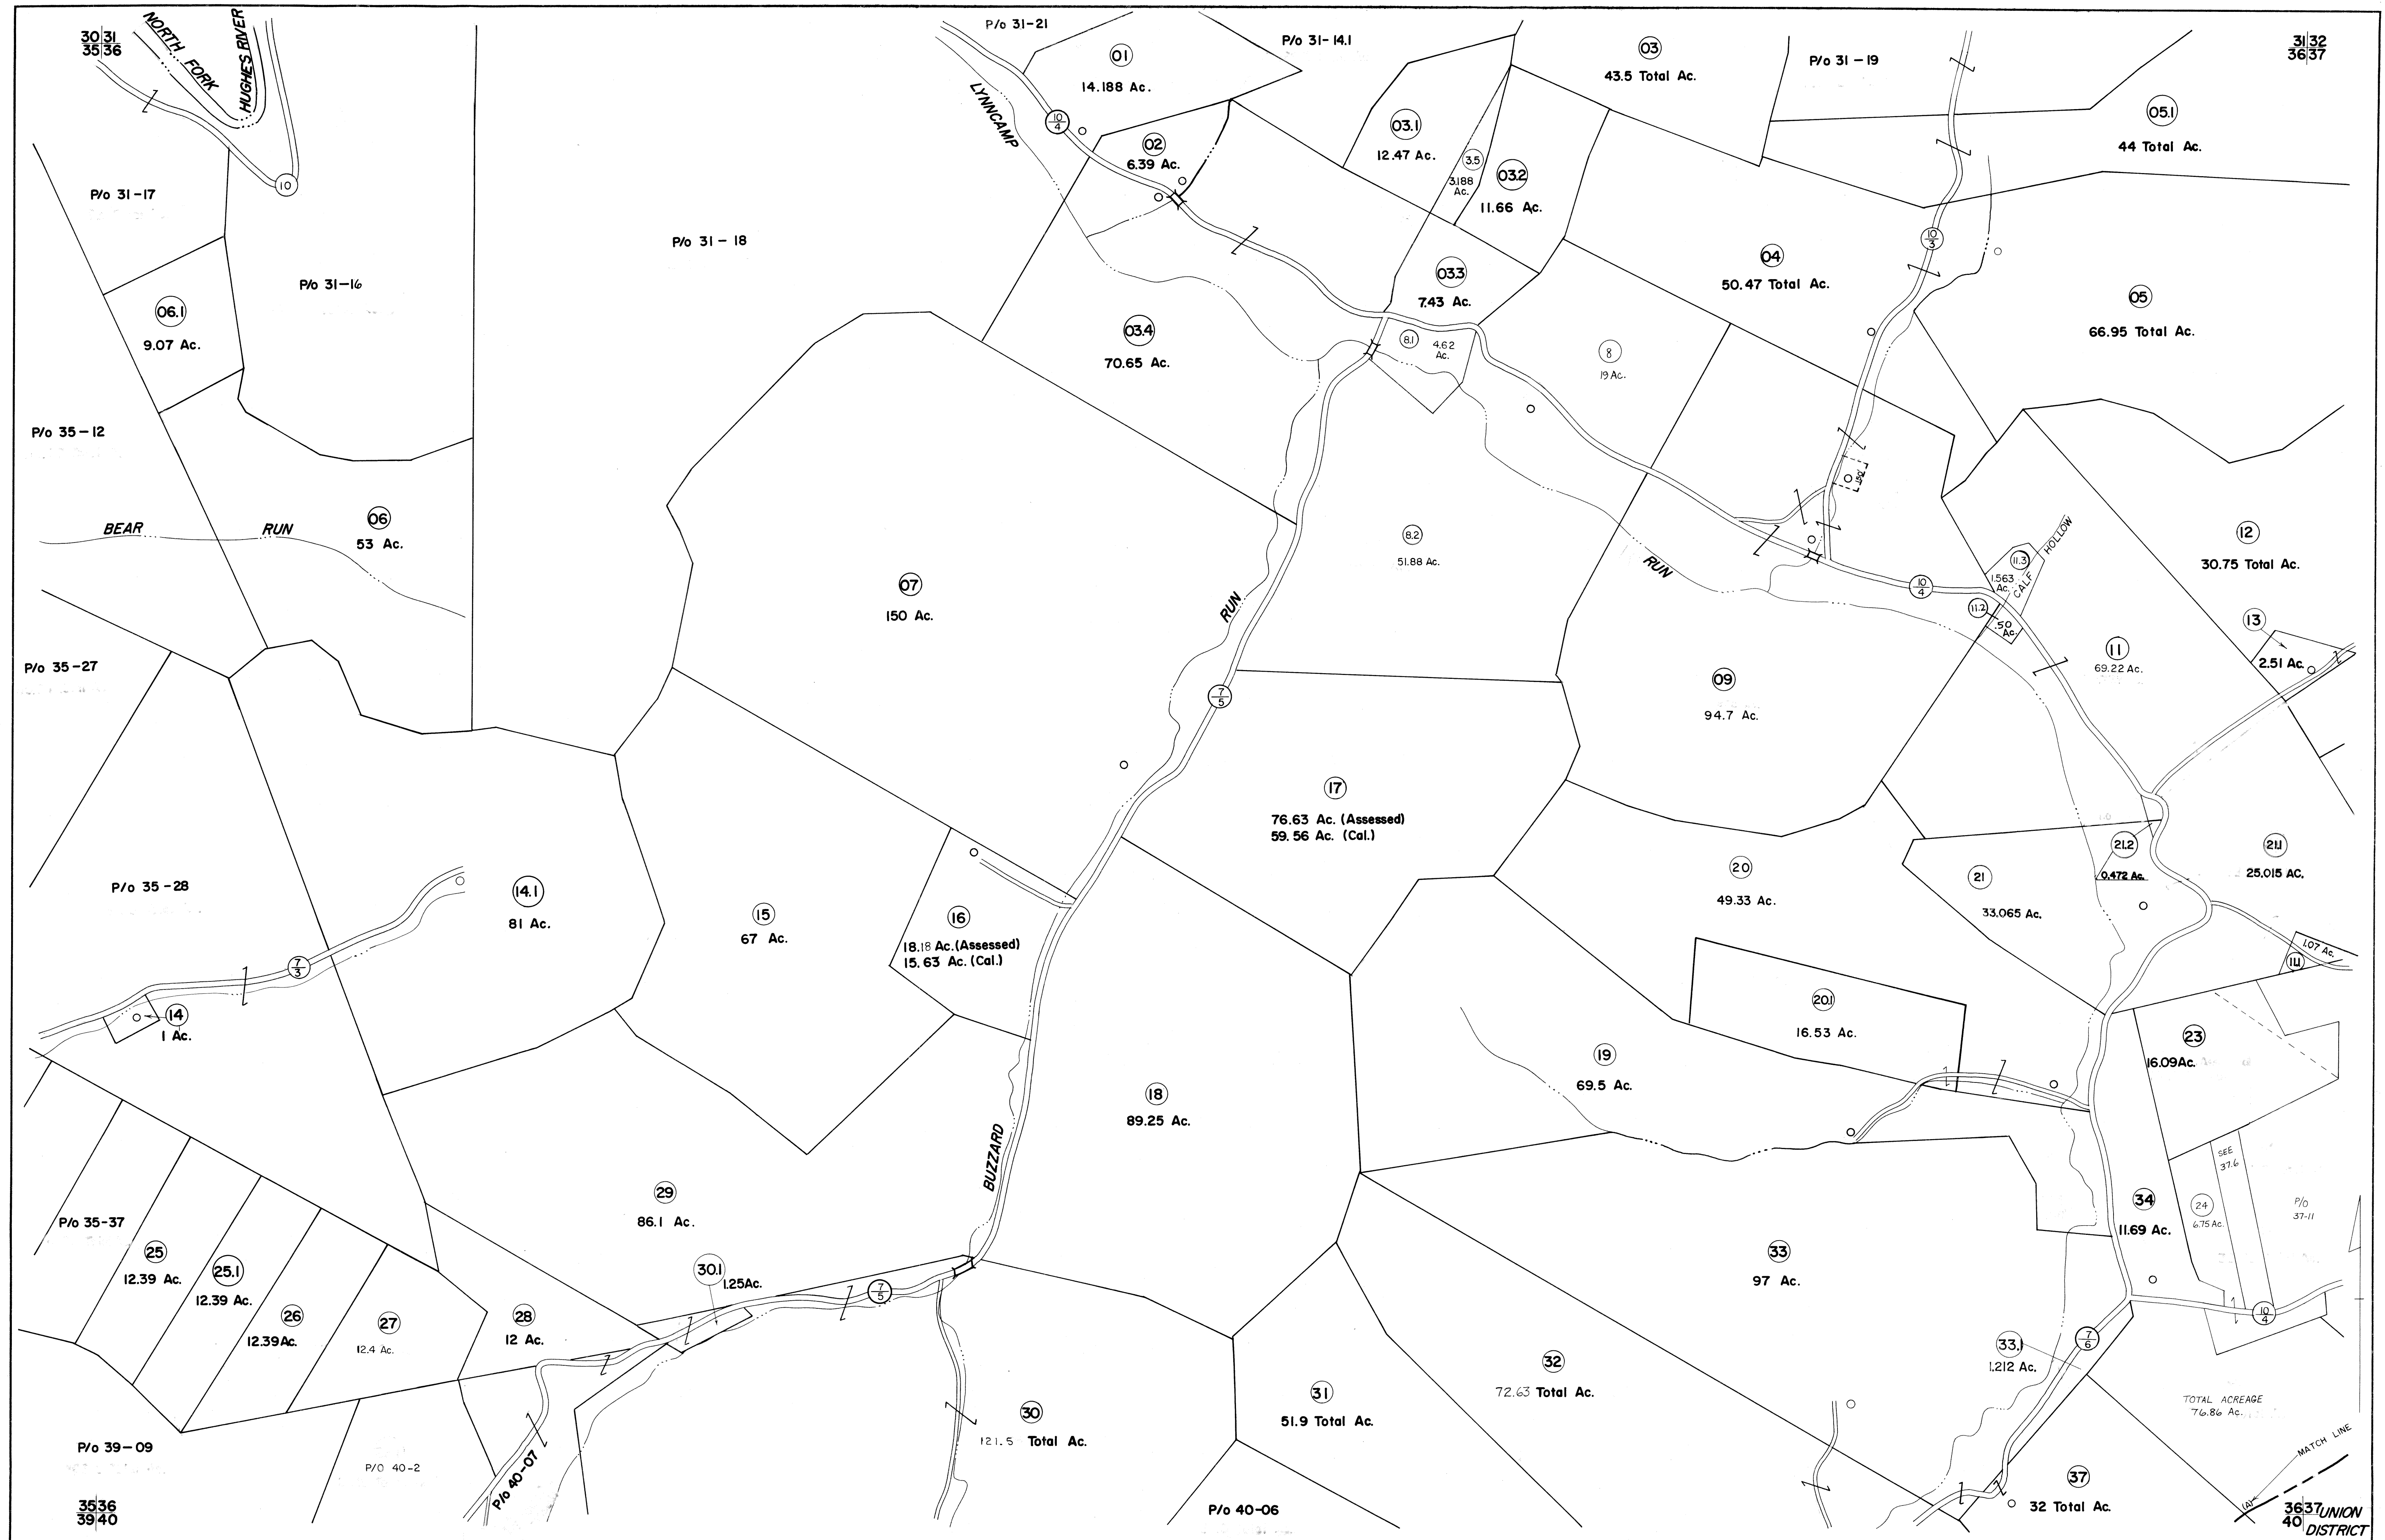 30 31
35 36
NORTH
FORK
HUGHES RIVER
P/o 31-21
01
14.188 Ac.
P/o 31-14.1
03
43.5 Total Ac.
P/o 31-19
31 32
36 37
05.1
44 Total Ac.
LYNNCAMP
10
4
02
6.39 Ac.
03.1
12.47 Ac.
3.5
3.188
Ac.
03.2
11.66 Ac.
P/o 31-17
10
P/o 31-18
P/o 31-16
06.1
9.07 Ac.
03.3
7.43 Ac.
04
50.47 Total Ac.
10
3
05
66.95 Total Ac.
03.4
70.65 Ac.
8.1
4.62
Ac.
8
19 Ac.
P/o 35-12
BEAR RUN
06
53 Ac.
07
150 Ac.
RUN
8.2
51.88 Ac.
RUN
150'
10
4
11.3
1.563
Ac.
CALF HOLLOW
11.2
.50
Ac.
12
30.75 Total Ac.
13
2.51 Ac.
11
69.22 Ac.
P/o 35-27
7
5
09
94.7 Ac.
17
76.63 Ac. (Assessed)
59.56 Ac. (Cal.)
P/o 35-28
14.1
81 Ac.
15
67 Ac.
16
18.18 Ac. (Assessed)
15.63 Ac. (Cal.)
20
49.33 Ac.
21
33.065 Ac.
21.2
0.472 Ac.
21.1
25.015 AC.
1.07 Ac.
11.1
7
3
14
1 Ac.
20.1
16.53 Ac.
19
69.5 Ac.
23
16.09 Ac.
18
89.25 Ac.
BUZZARD
29
86.1 Ac.
SEE
37.6
24
6.75 Ac.
P/O
37-11
34
11.69 Ac.
P/o 35-37
25
12.39 Ac.
25.1
12.39 Ac.
26
12.39 Ac.
27
12.4 Ac.
28
12 Ac.
30.1
1.25 Ac.
7
5
33
97 Ac.
10
4
7
6
33.1
1.212 Ac.
32
72.63 Total Ac.
31
51.9 Total Ac.
30
121.5 Total Ac.
TOTAL ACREAGE
76.86 Ac.
MATCH LINE
(A)
P/o 39-09
P/O 40-2
P/o 40-07
P/o 40-06
37
32 Total Ac.
35 36
39 40
36 37
40
UNION
DISTRICT